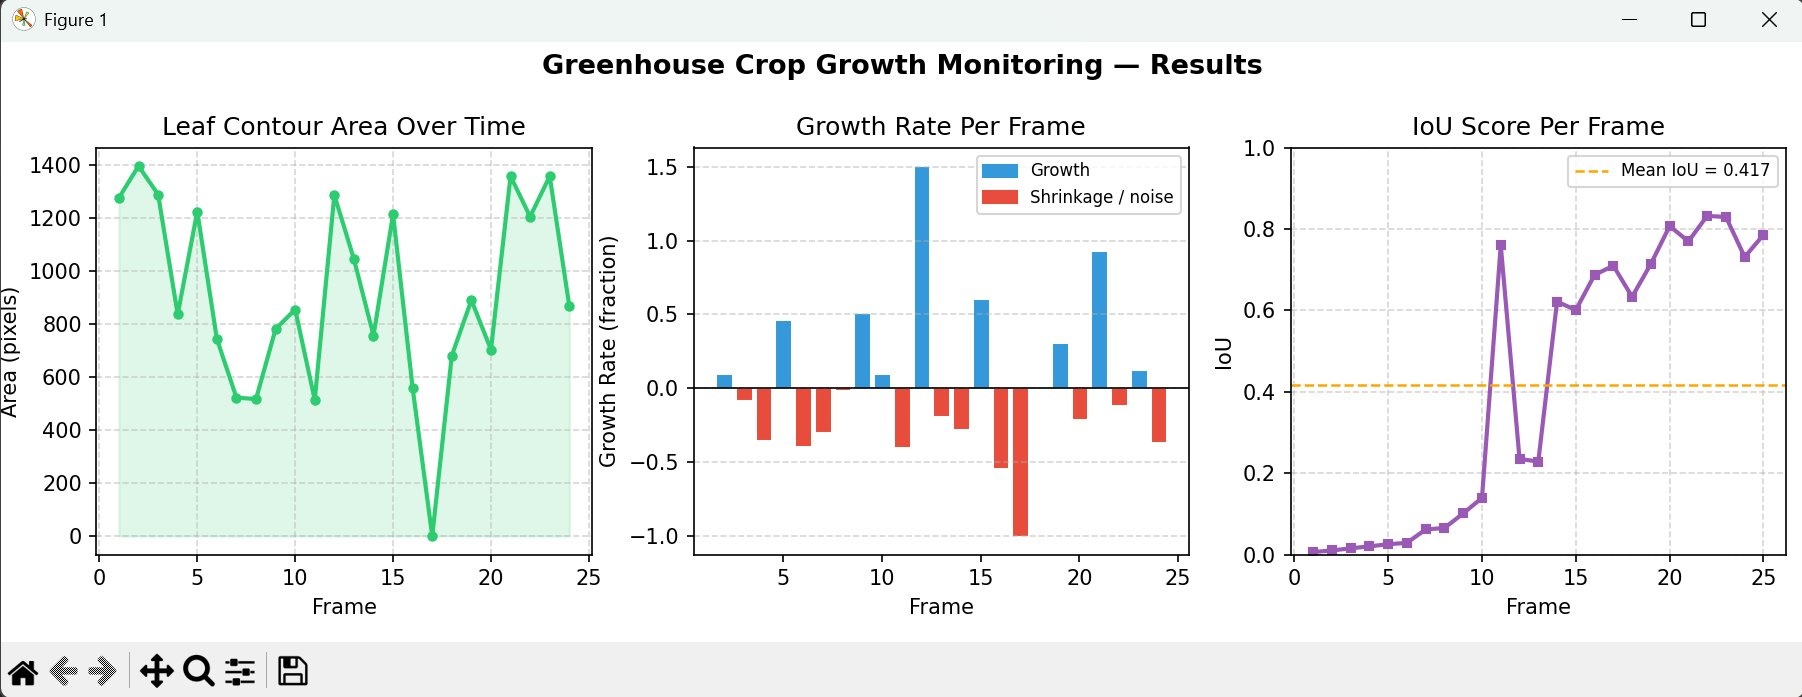 Figure 1
Greenhouse Crop Growth Monitoring — Results
Leaf Contour Area Over Time
Area (pixels)
1400
1200
1000
800
600
400
200
0
0 5 10 15 20 25
Frame
Growth Rate Per Frame
Growth Rate (fraction)
Growth
Shrinkage / noise
1.5
1.0
0.5
0.0
−0.5
−1.0
5 10 15 20 25
Frame
IoU Score Per Frame
IoU
Mean IoU = 0.417
1.0
0.8
0.6
0.4
0.2
0.0
0 5 10 15 20 25
Frame